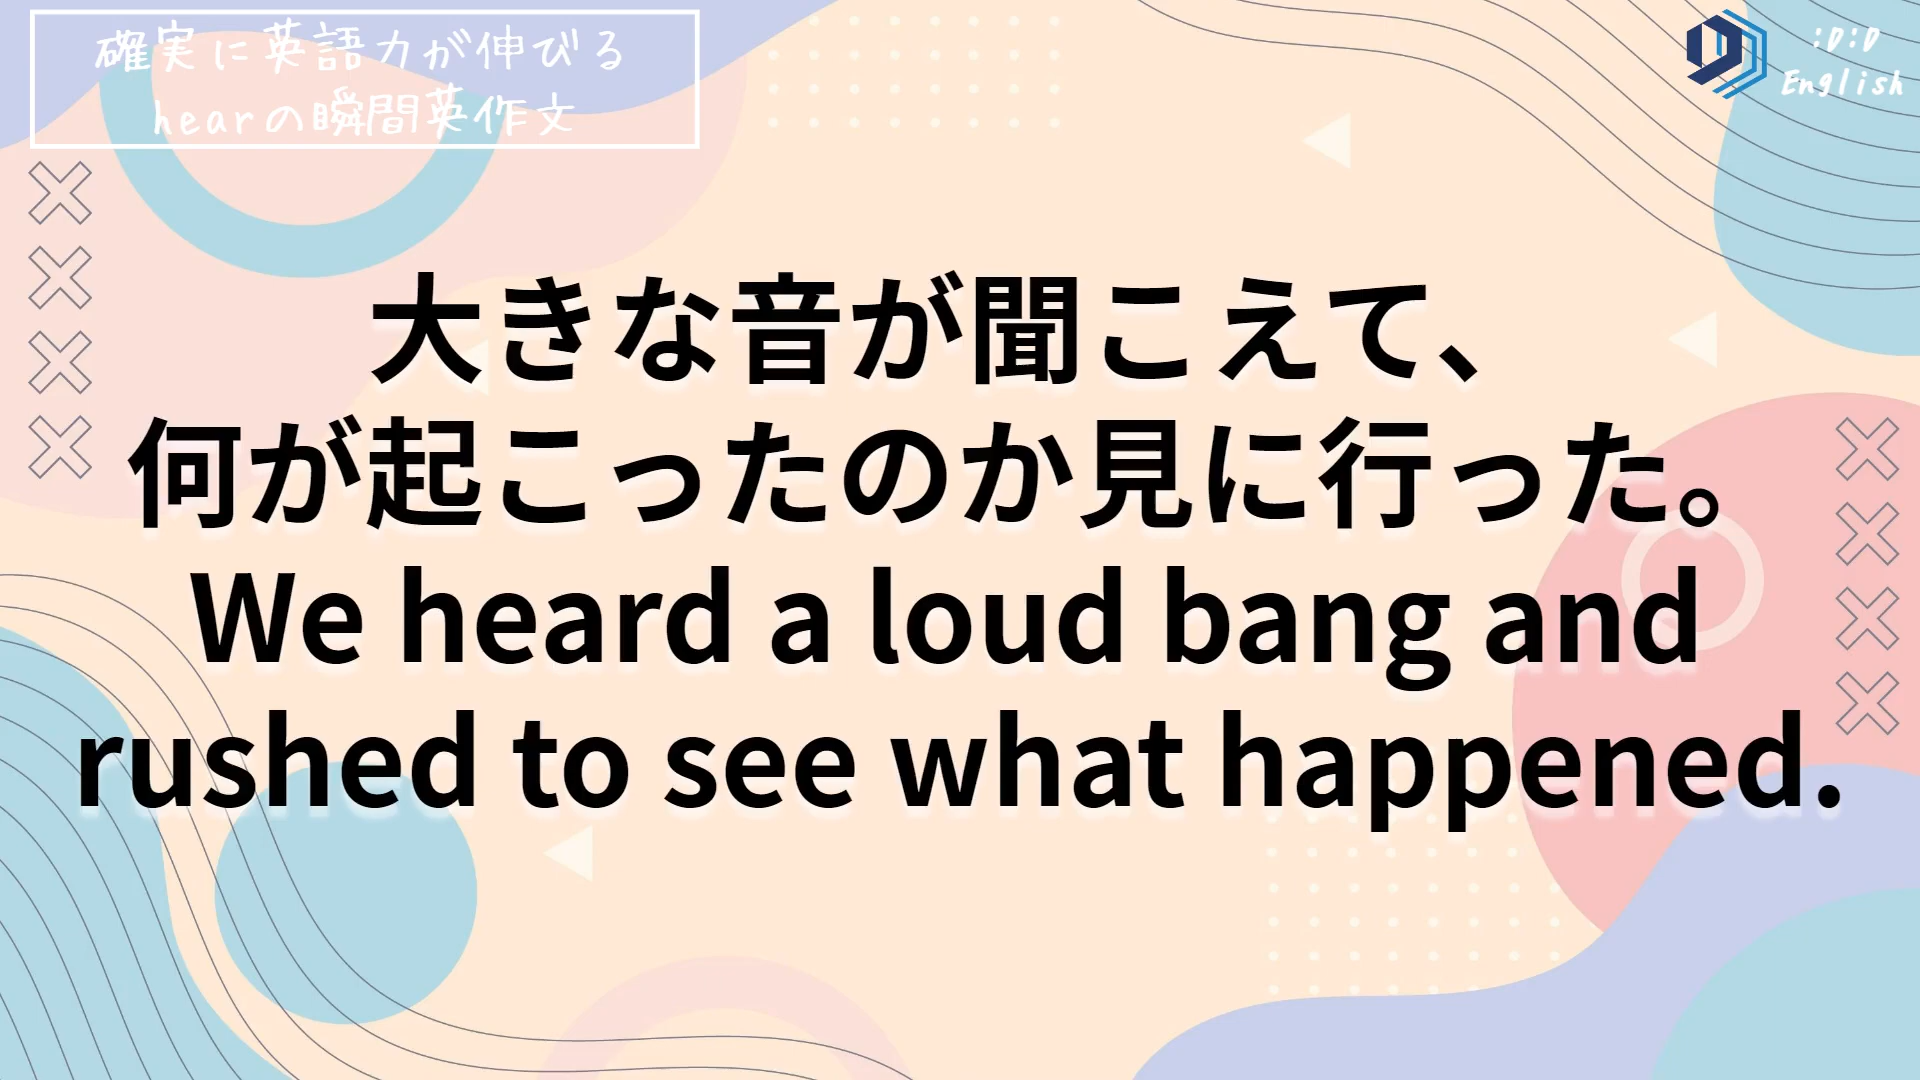 確実に英語力が伸びる
hearの瞬間英作文
:D:D
English
大きな音が聞こえて、
何が起こったのか見に行った。
We heard a loud bang and
rushed to see what happened.